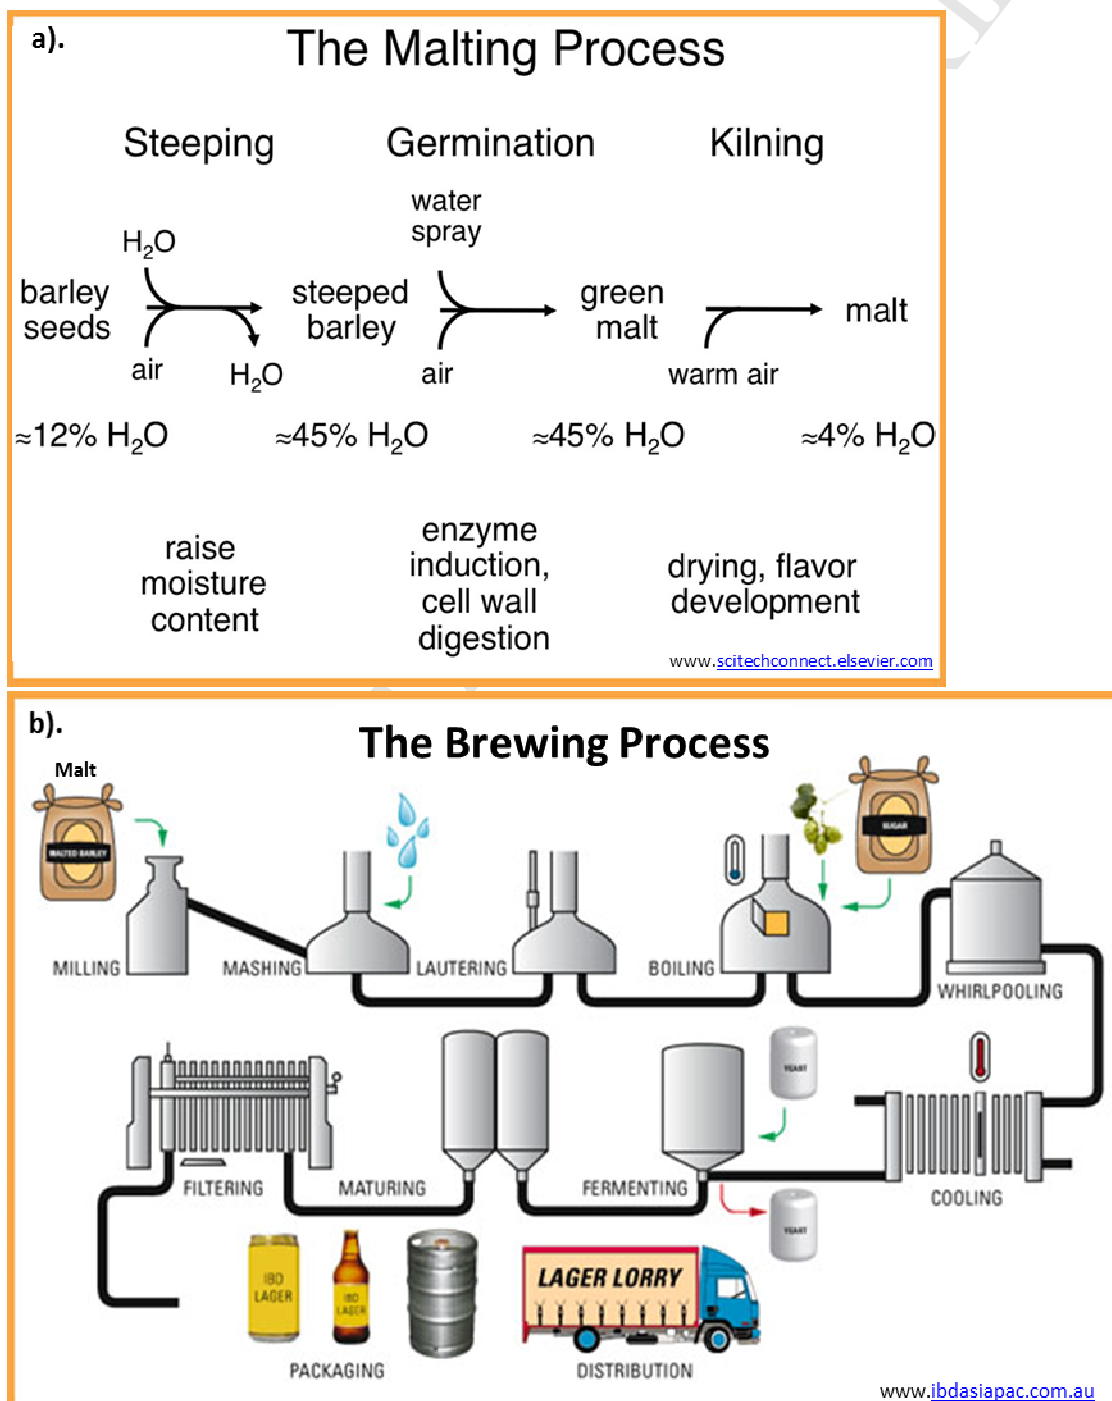 a).
The Malting Process
Steeping
Germination
Kilning
water
spray
H₂O
barley
seeds
steeped
barley
green
malt
malt
air
H₂O
air
warm air
≈12% H₂O
≈45% H₂O
≈45% H₂O
≈4% H₂O
raise
moisture
content
enzyme
induction,
cell wall
digestion
drying, flavor
development
www.scitechconnect.elsevier.com
b).
The Brewing Process
Malt
MALTED BARLEY
SUGAR
MILLING
MASHING
LAUTERING
BOILING
WHIRLPOOLING
YEAST
FILTERING
MATURING
FERMENTING
COOLING
YEAST
IBD
LAGER
IBD
LAGER
LAGER LORRY
PACKAGING
DISTRIBUTION
www.ibdasiapac.com.au